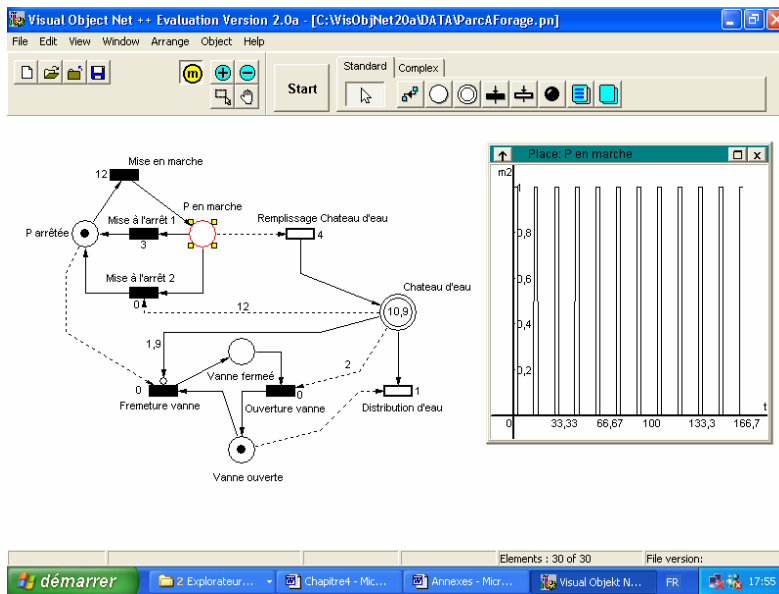 Visual Object Net ++ Evaluation Version 2.0a - [C:\VisObjNet20a\DATA\ParcAForage.pn]
File Edit View Window Arrange Object Help
m
Start
Standard
Complex
Mise en marche
12
P en marche
Mise à l'arrêt 1
3
P arrêtée
Remplissage Chateau d'eau
4
Mise à l'arrêt 2
0
12
Chateau d'eau
10,9
1,9
2
Vanne fermeé
0
0
1
Fremeture vanne
Ouverture vanne
Distribution d'eau
Vanne ouverte
Place: P en marche
m2
1
0,8
0,6
0,4
0,2
t
0 33,33 66,67 100 133,3 166,7
Elements : 30 of 30
File version:
démarrer
2 Explorateur...
Chapitre4 - Mic...
Annexes - Micr...
Visual Objekt N...
FR
17:55